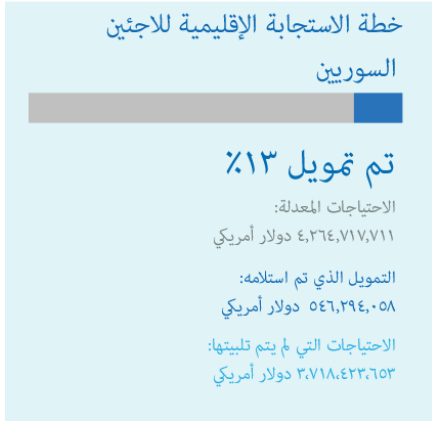 خطة الاستجابة الإقليمية للاجئين
السوريين
تم تمويل ١٣٪
الاحتياجات المعدلة:
٤,٢٦٤,٧١٧,٧١١ دولار أمريكي
التمويل الذي تم استلامه:
٥٤٦,٢٩٤,٠٥٨ دولار أمريكي
الاحتياجات التي لم يتم تلبيتها:
٣،٧١٨،٤٢٣،٦٥٣ دولار أمريكي